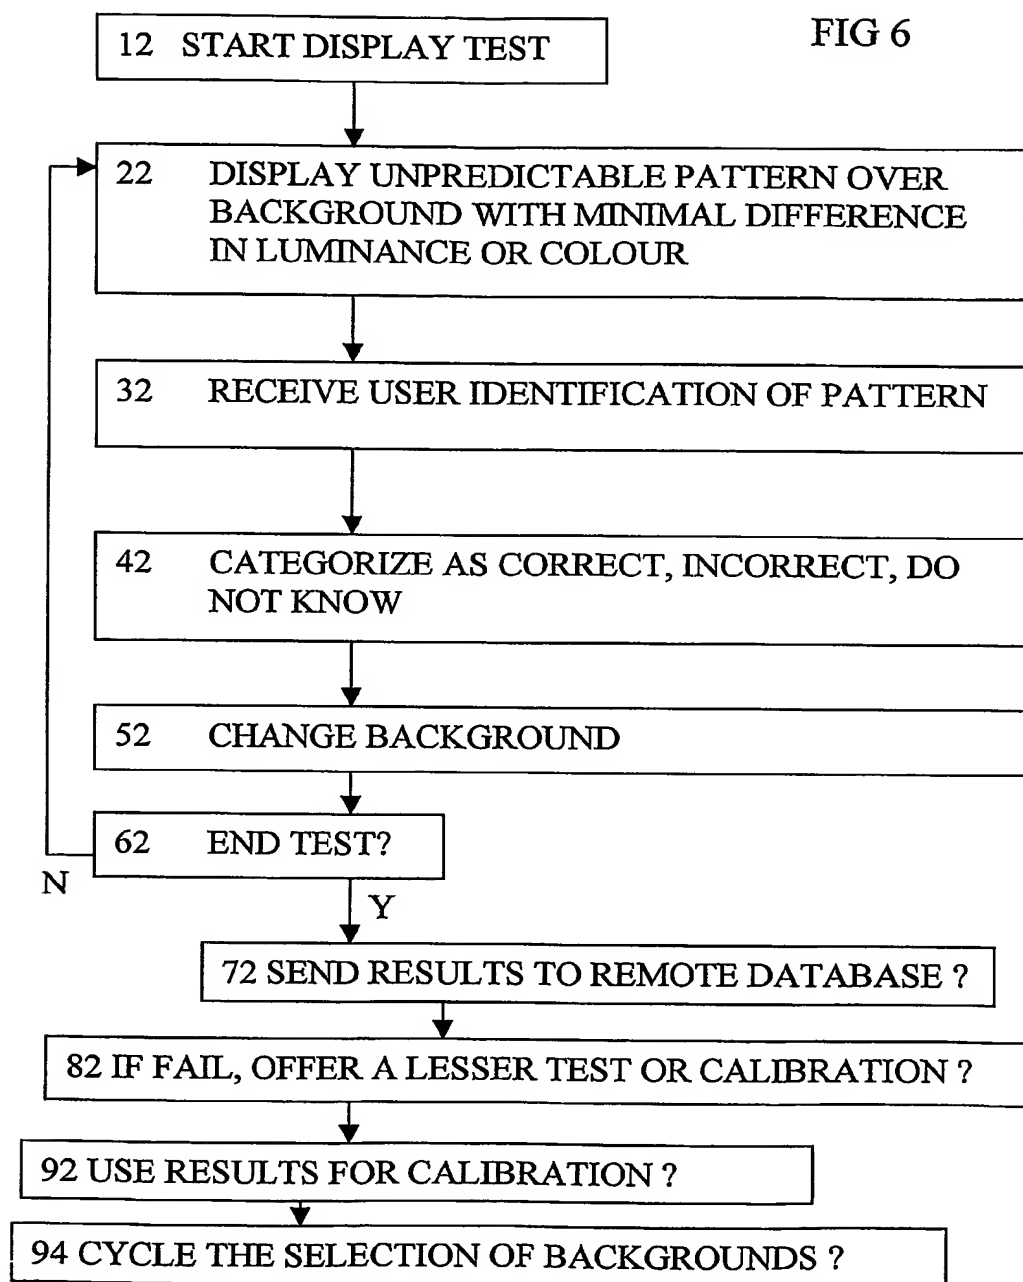 FIG 6
12 START DISPLAY TEST
22 DISPLAY UNPREDICTABLE PATTERN OVER
BACKGROUND WITH MINIMAL DIFFERENCE
IN LUMINANCE OR COLOUR
32 RECEIVE USER IDENTIFICATION OF PATTERN
42 CATEGORIZE AS CORRECT, INCORRECT, DO
NOT KNOW
52 CHANGE BACKGROUND
62 END TEST?
N
Y
72 SEND RESULTS TO REMOTE DATABASE ?
82 IF FAIL, OFFER A LESSER TEST OR CALIBRATION ?
92 USE RESULTS FOR CALIBRATION ?
94 CYCLE THE SELECTION OF BACKGROUNDS ?